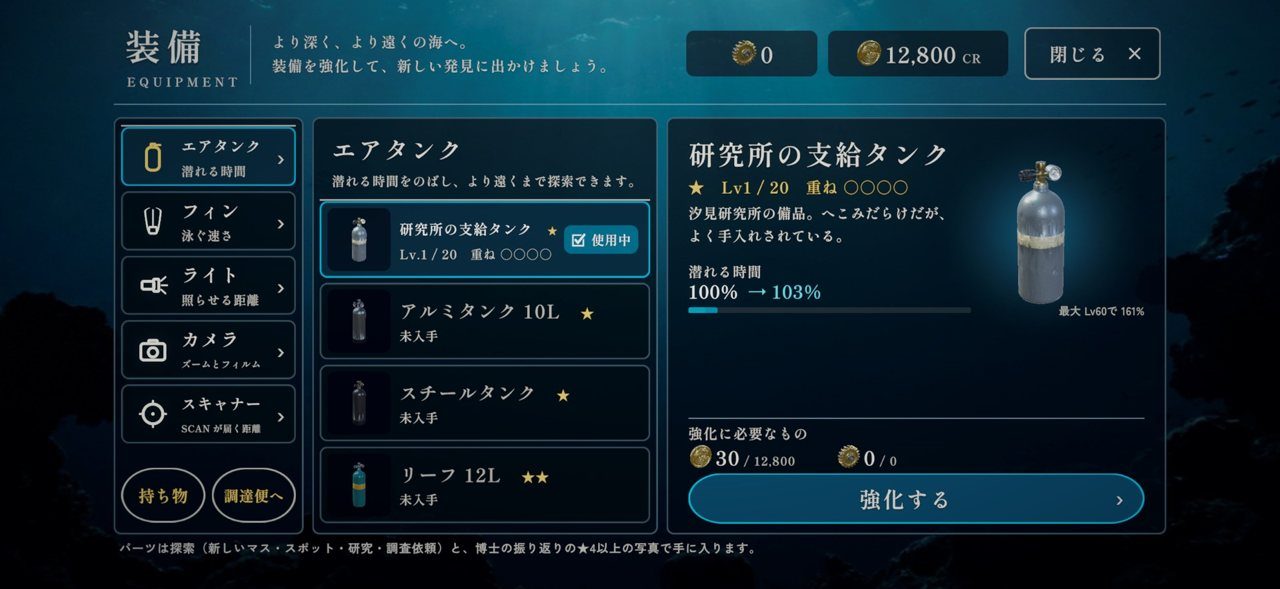 装備
EQUIPMENT
より深く、より遠くの海へ。
装備を強化して、新しい発見に出かけましょう。
0
12,800 CR
閉じる ×
エアタンク
潜れる時間
フィン
泳ぐ速さ
ライト
照らせる距離
カメラ
ズームとフィルム
スキャナー
SCAN が届く距離
持ち物
調達便へ
エアタンク
潜れる時間をのばし、より遠くまで探索できます。
研究所の支給タンク ★
Lv.1 / 20 重ね ○○○○
使用中
アルミタンク 10L ★
未入手
スチールタンク ★
未入手
リーフ 12L ★★
未入手
研究所の支給タンク
★ Lv1 / 20 重ね ○○○○
汐見研究所の備品。へこみだらけだが、
よく手入れされている。
潜れる時間
100% → 103%
最大 Lv60で 161%
強化に必要なもの
30 / 12,800 0 / 0
強化する
パーツは探索（新しいマス・スポット・研究・調査依頼）と、博士の振り返りの★4以上の写真で手に入ります。